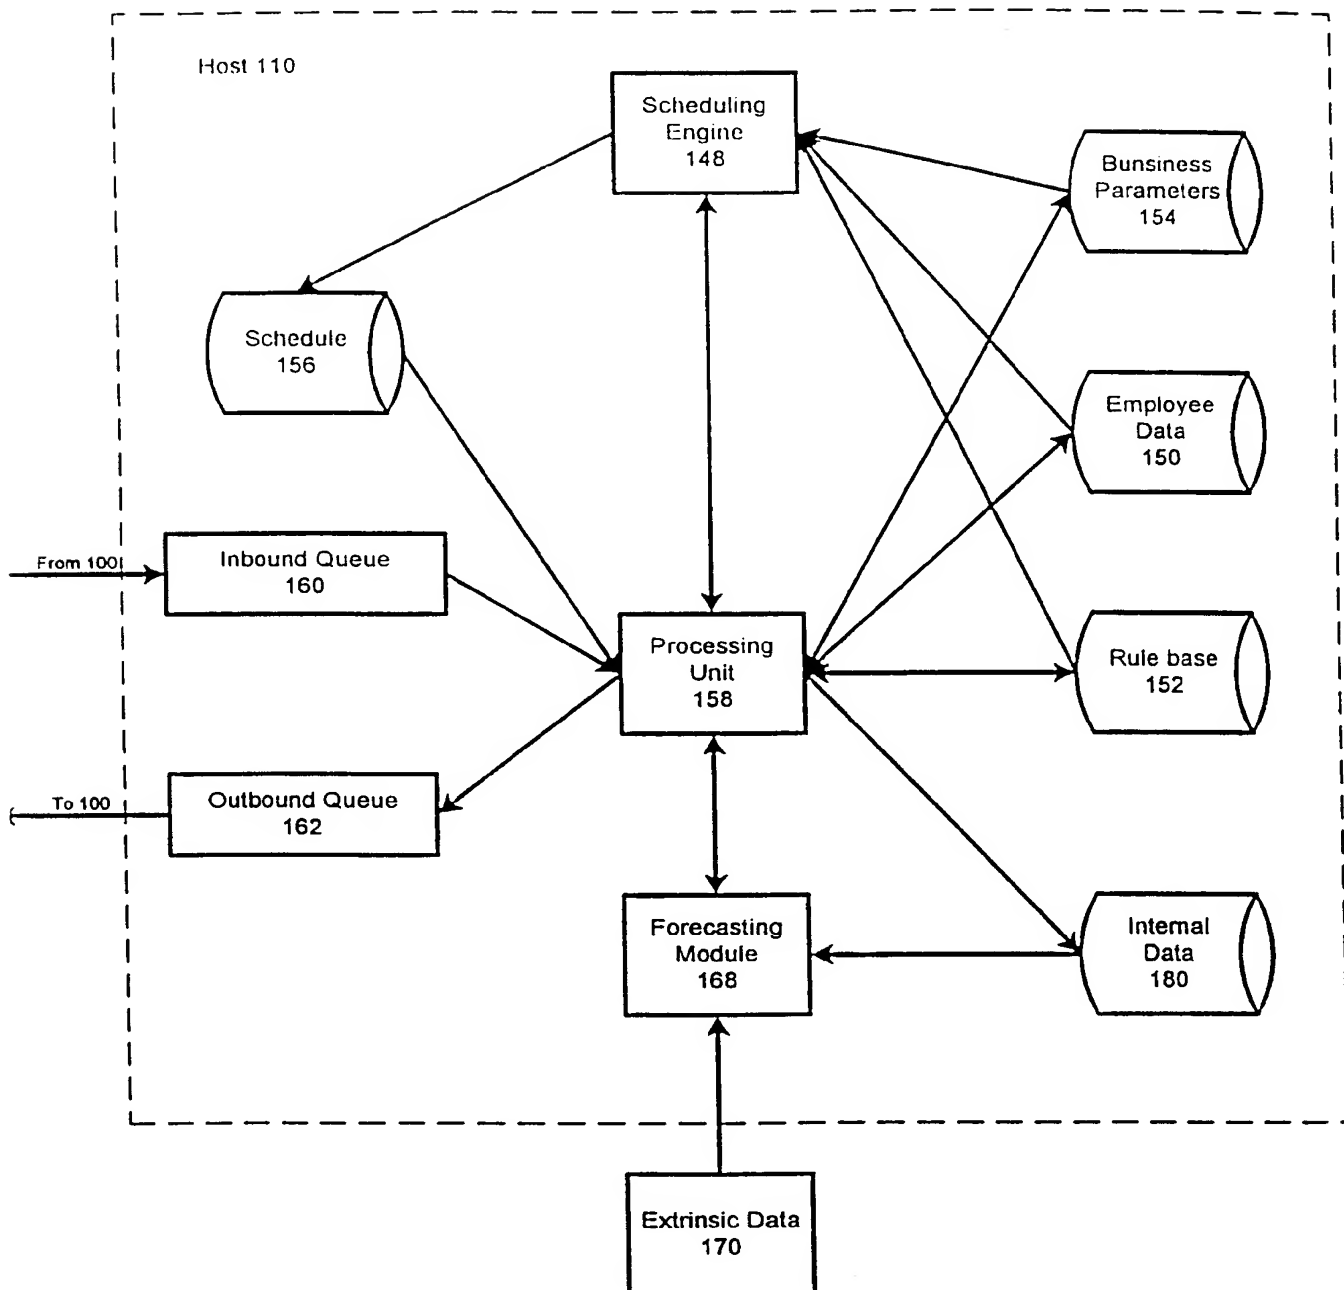 Host 110
Scheduling
Engine
148
Bunsiness
Parameters
154
Schedule
156
Employee
Data
150
From 100
Inbound Queue
160
Processing
Unit
158
Rule base
152
To 100
Outbound Queue
162
Forecasting
Module
168
Internal
Data
180
Extrinsic Data
170